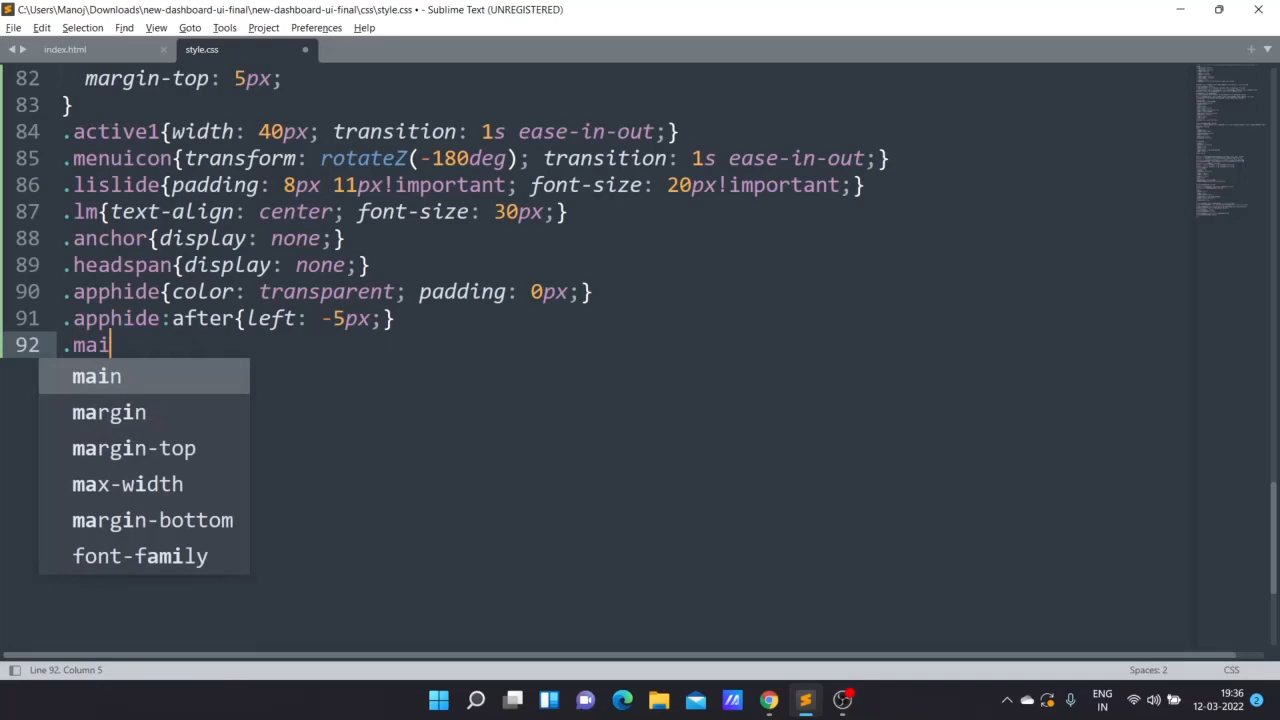 C:\Users\Manoj\Downloads\new-dashboard-ui-final\new-dashboard-ui-final\css\style.css • - Sublime Text (UNREGISTERED)
File Edit Selection Find View Goto Tools Project Preferences Help
index.html style.css
82 margin-top: 5px;
83 }
84 .active1{width: 40px; transition: 1s ease-in-out;}
85 .menuicon{transform: rotateZ(-180deg); transition: 1s ease-in-out;}
86 .lislide{padding: 8px 11px!important; font-size: 20px!important;}
87 .lm{text-align: center; font-size: 30px;}
88 .anchor{display: none;}
89 .headspan{display: none;}
90 .apphide{color: transparent; padding: 0px;}
91 .apphide:after{left: -5px;}
92 .mai
main
margin
margin-top
max-width
margin-bottom
font-family
Line 92, Column 5 Spaces: 2 CSS
ENG 19:36
IN 12-03-2022 2